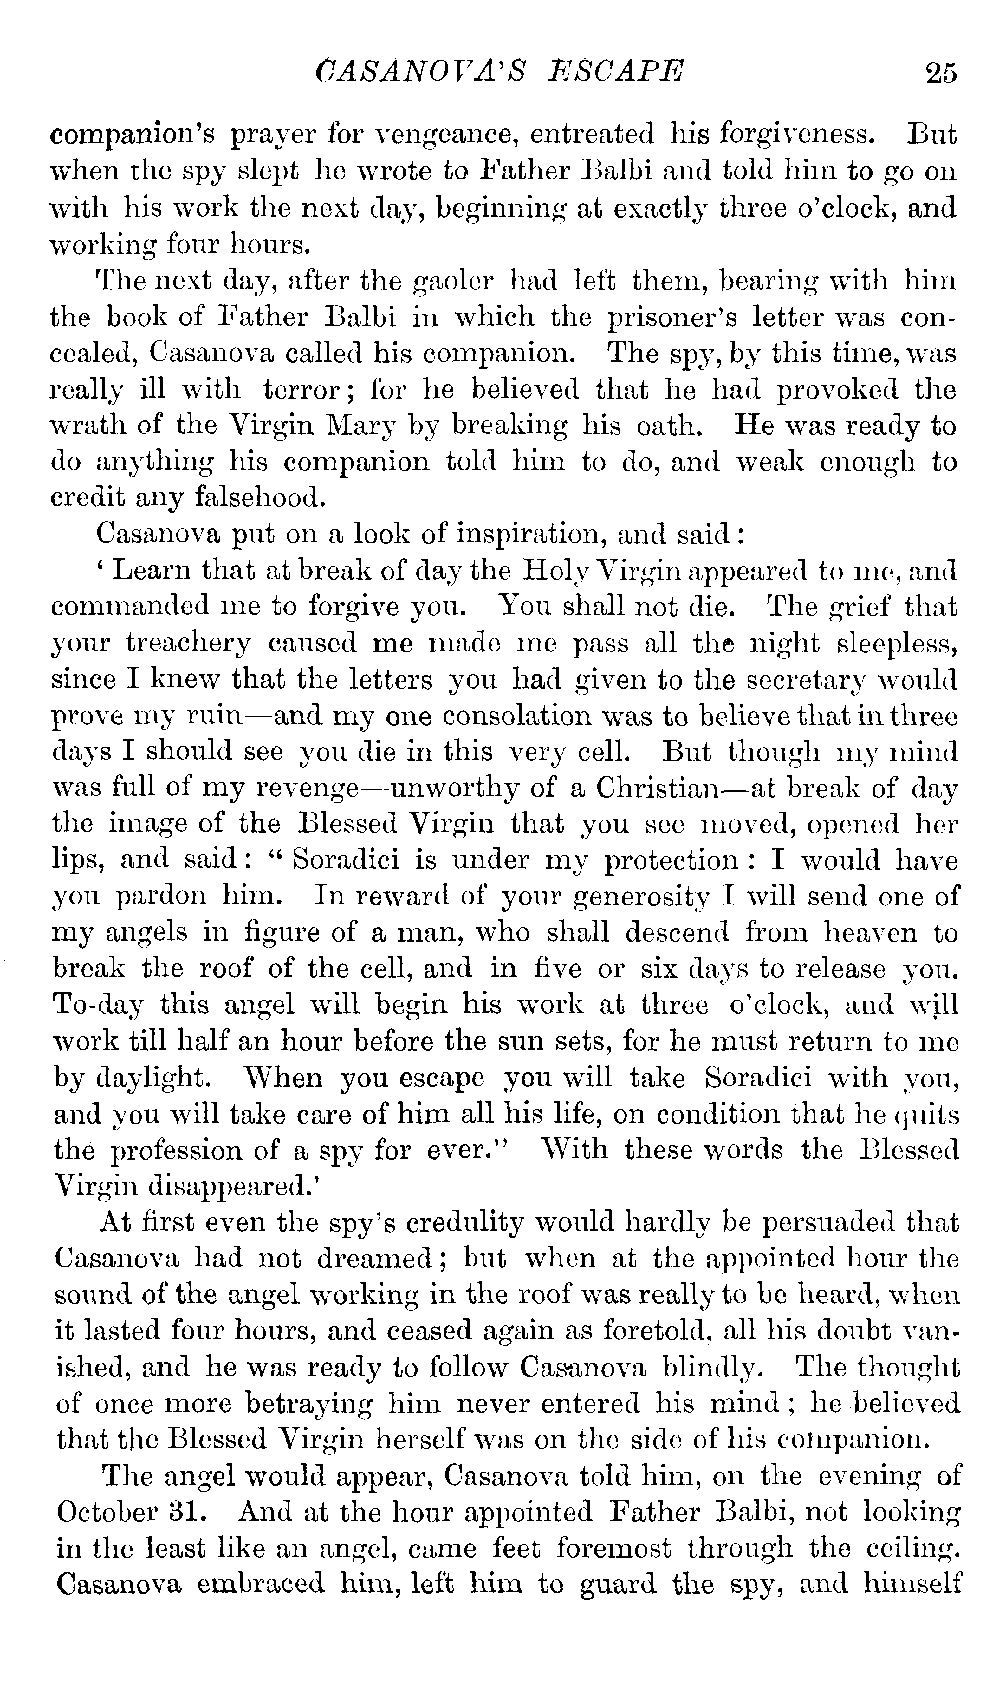 CASANOVA'S ESCAPE 25
companion's prayer for vengeance, entreated his forgiveness. But
when the spy slept he wrote to Father Balbi and told him to go on
with his work the next day, beginning at exactly three o'clock, and
working four hours.
The next day, after the gaoler had left them, bearing with him
the book of Father Balbi in which the prisoner's letter was con-
cealed, Casanova called his companion. The spy, by this time, was
really ill with terror; for he believed that he had provoked the
wrath of the Virgin Mary by breaking his oath. He was ready to
do anything his companion told him to do, and weak enough to
credit any falsehood.
Casanova put on a look of inspiration, and said:
' Learn that at break of day the Holy Virgin appeared to me, and
commanded me to forgive you. You shall not die. The grief that
your treachery caused me made me pass all the night sleepless,
since I knew that the letters you had given to the secretary would
prove my ruin—and my one consolation was to believe that in three
days I should see you die in this very cell. But though my mind
was full of my revenge—unworthy of a Christian—at break of day
the image of the Blessed Virgin that you see moved, opened her
lips, and said: " Soradici is under my protection: I would have
you pardon him. In reward of your generosity I will send one of
my angels in figure of a man, who shall descend from heaven to
break the roof of the cell, and in five or six days to release you.
To-day this angel will begin his work at three o'clock, and will
work till half an hour before the sun sets, for he must return to me
by daylight. When you escape you will take Soradici with you,
and you will take care of him all his life, on condition that he quits
the profession of a spy for ever." With these words the Blessed
Virgin disappeared.'
At first even the spy's credulity would hardly be persuaded that
Casanova had not dreamed; but when at the appointed hour the
sound of the angel working in the roof was really to be heard, when
it lasted four hours, and ceased again as foretold, all his doubt van-
ished, and he was ready to follow Casanova blindly. The thought
of once more betraying him never entered his mind; he believed
that the Blessed Virgin herself was on the side of his companion.
The angel would appear, Casanova told him, on the evening of
October 31. And at the hour appointed Father Balbi, not looking
in the least like an angel, came feet foremost through the ceiling.
Casanova embraced him, left him to guard the spy, and himself